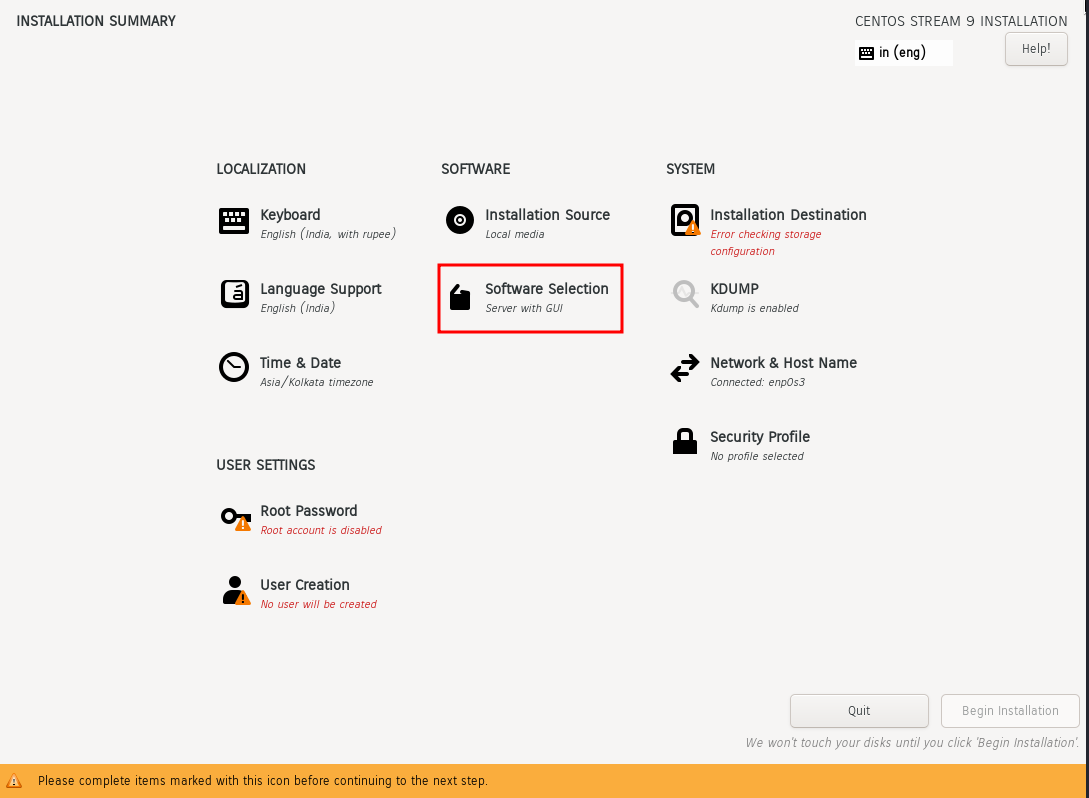 INSTALLATION SUMMARY
CENTOS STREAM 9 INSTALLATION
in (eng)
Help!
LOCALIZATION
Keyboard
English (India, with rupee)
Language Support
English (India)
Time & Date
Asia/Kolkata timezone
SOFTWARE
Installation Source
Local media
Software Selection
Server with GUI
SYSTEM
Installation Destination
Error checking storage
configuration
KDUMP
Kdump is enabled
Network & Host Name
Connected: enp0s3
Security Profile
No profile selected
USER SETTINGS
Root Password
Root account is disabled
User Creation
No user will be created
Quit
Begin Installation
We won't touch your disks until you click 'Begin Installation'.
Please complete items marked with this icon before continuing to the next step.